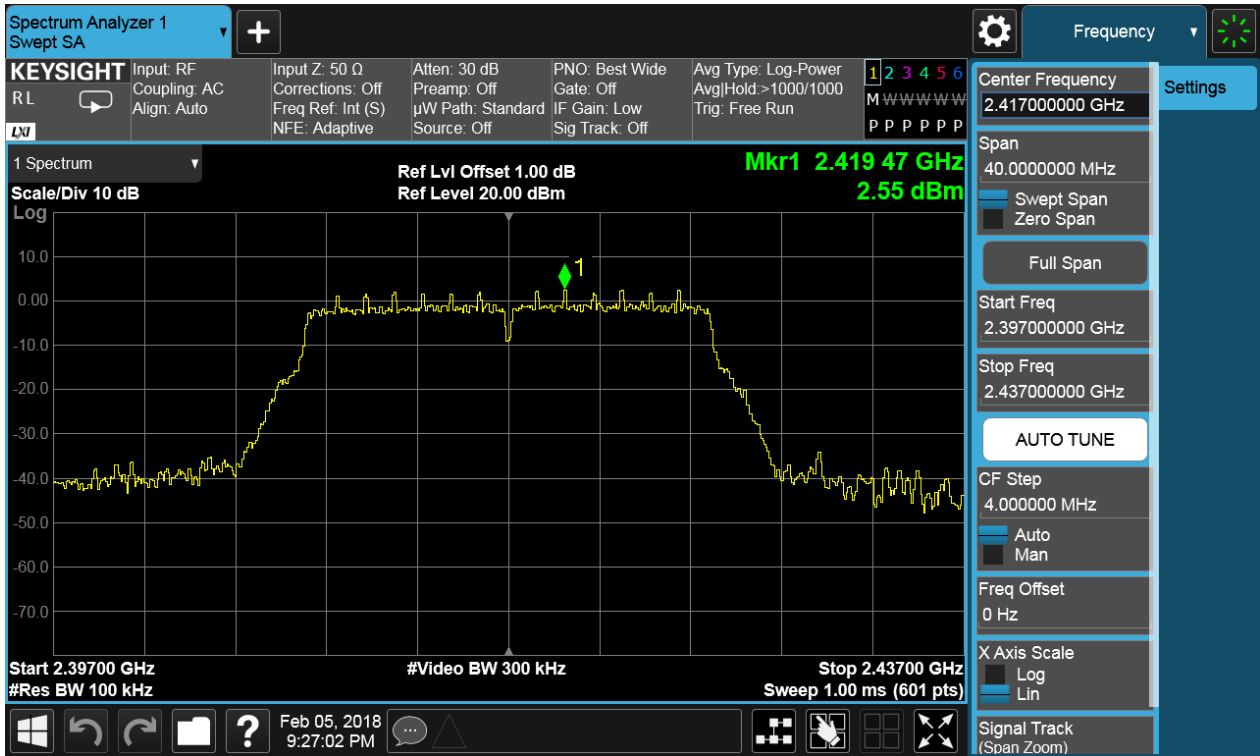 Spectrum Analyzer 1
Swept SA
+
Frequency
KEYSIGHT
R L
LXI
Input: RF
Coupling: AC
Align: Auto
Input Z: 50 Ω
Corrections: Off
Freq Ref: Int (S)
NFE: Adaptive
Atten: 30 dB
Preamp: Off
µW Path: Standard
Source: Off
PNO: Best Wide
Gate: Off
IF Gain: Low
Sig Track: Off
Avg Type: Log-Power
Avg|Hold:>1000/1000
Trig: Free Run
1 2 3 4 5 6
M W W W W W
P P P P P P
1 Spectrum
Scale/Div 10 dB
Log
Ref Lvl Offset 1.00 dB
Ref Level 20.00 dBm
Mkr1 2.419 47 GHz
2.55 dBm
1
10.0
0.00
-10.0
-20.0
-30.0
-40.0
-50.0
-60.0
-70.0
Start 2.39700 GHz
#Res BW 100 kHz
#Video BW 300 kHz
Stop 2.43700 GHz
Sweep 1.00 ms (601 pts)
Center Frequency
2.417000000 GHz
Span
40.0000000 MHz
Swept Span
Zero Span
Full Span
Start Freq
2.397000000 GHz
Stop Freq
2.437000000 GHz
AUTO TUNE
CF Step
4.000000 MHz
Auto
Man
Freq Offset
0 Hz
X Axis Scale
Log
Lin
Signal Track
(Span Zoom)
Settings
?
Feb 05, 2018
9:27:02 PM